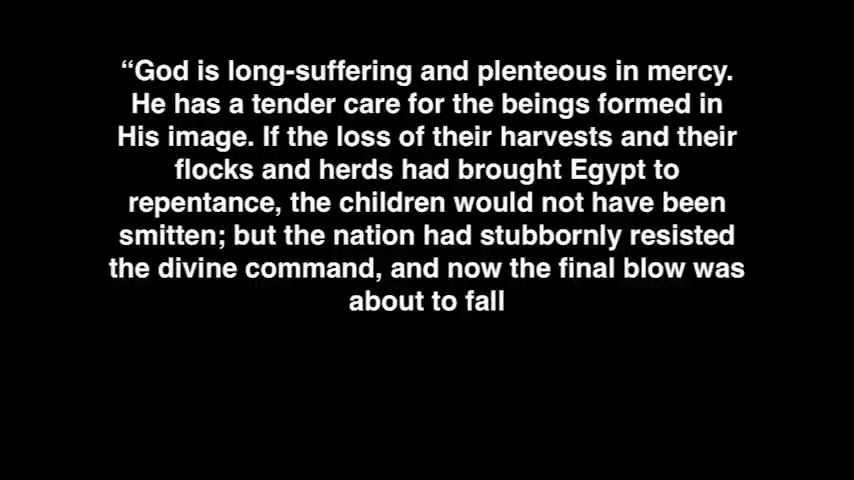 “God is long-suffering and plenteous in mercy.
He has a tender care for the beings formed in
His image. If the loss of their harvests and their
flocks and herds had brought Egypt to
repentance, the children would not have been
smitten; but the nation had stubbornly resisted
the divine command, and now the final blow was
about to fall